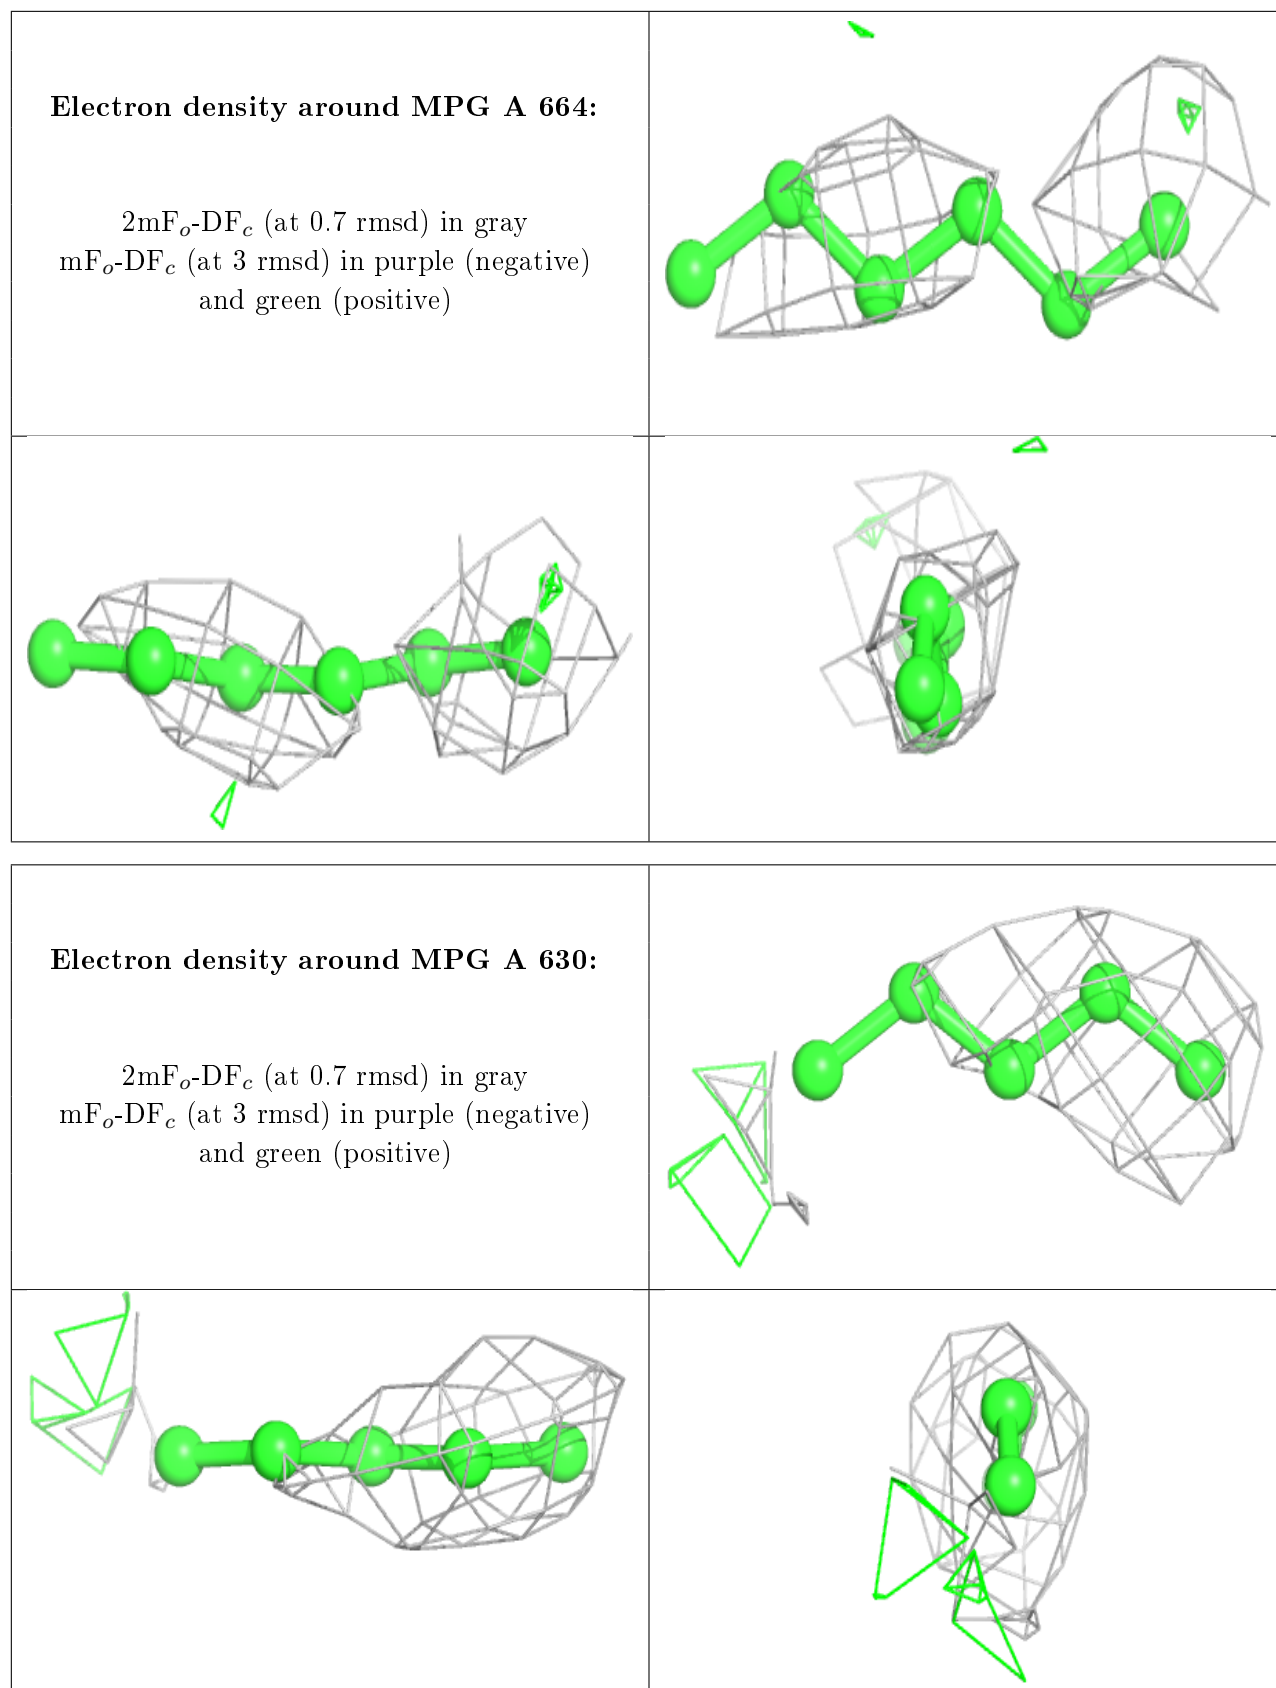 Electron density around MPG A 664:
2mFₒ-DF𝒸 (at 0.7 rmsd) in gray
mFₒ-DF𝒸 (at 3 rmsd) in purple (negative)
and green (positive)
Electron density around MPG A 630:
2mFₒ-DF𝒸 (at 0.7 rmsd) in gray
mFₒ-DF𝒸 (at 3 rmsd) in purple (negative)
and green (positive)